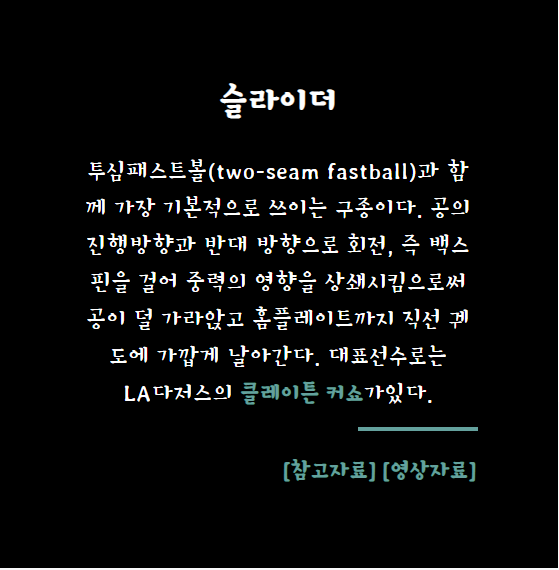 슬라이더
투심패스트볼(two-seam fastball)과 함
께 가장 기본적으로 쓰이는 구종이다. 공의
진행방향과 반대 방향으로 회전, 즉 백스
핀을 걸어 중력의 영향을 상쇄시킴으로써
공이 덜 가라앉고 홈플레이트까지 직선 궤
도에 가깝게 날아간다. 대표선수로는
LA다저스의 클레이튼 커쇼가있다.
[참고자료] [영상자료]